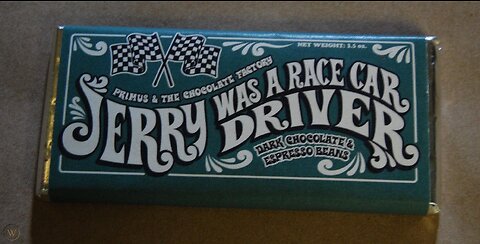 NET WEIGHT: 3.5 oz.
PRIMUS & THE CHOCOLATE FACTORY
JERRY WAS A RACE CAR
DRIVER
DARK CHOCOLATE &
ESPRESSO BEANS
W